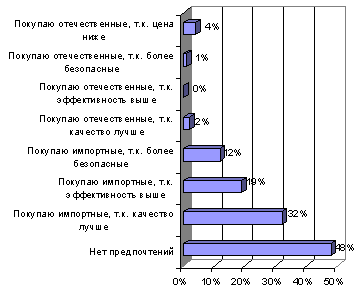 Покупаю отечественные, т.к. цена
ниже
4%
Покупаю отечественные, т.к. более
безопасные
1%
Покупаю отечественные, т.к.
эффективность выше
0%
Покупаю отечественные, т.к.
качество лучше
2%
Покупаю импортные, т.к. более
безопасные
12%
Покупаю импортные, т.к.
эффективность выше
19%
Покупаю импортные, т.к. качество
лучше
32%
Нет предпочтений
48%
0% 10% 20% 30% 40% 50%